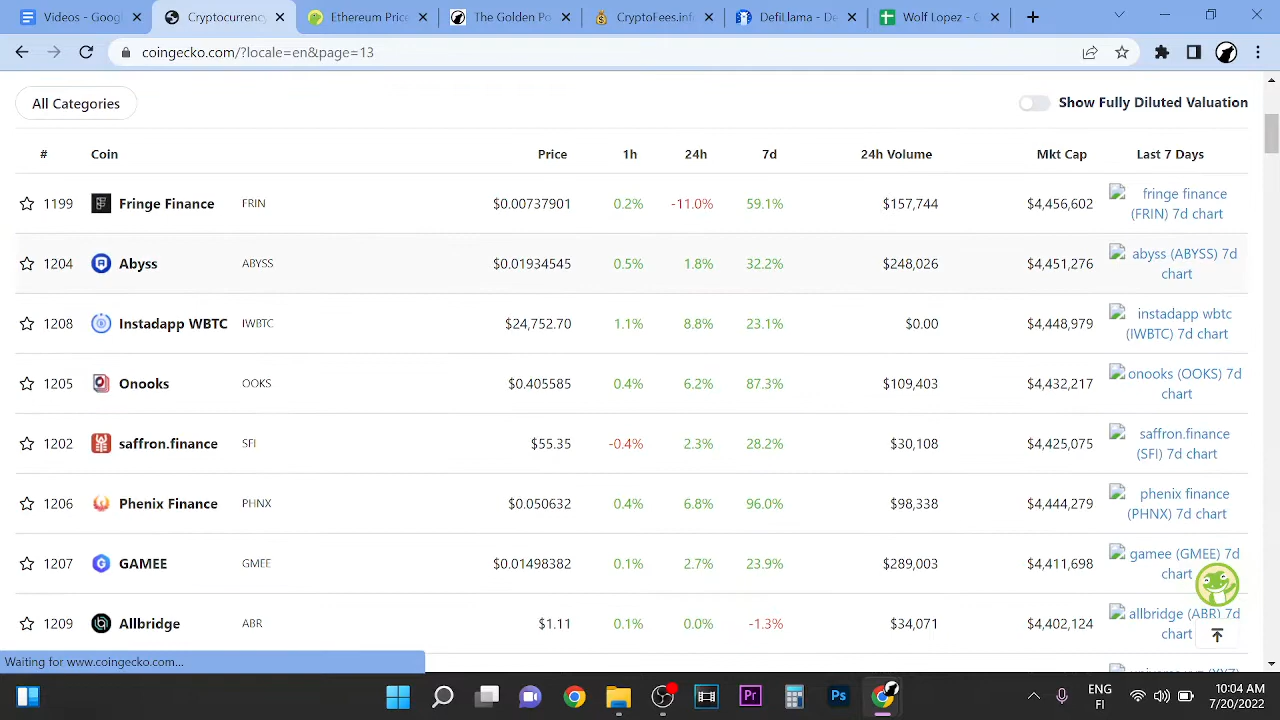 Videos - Goog
Cryptocurrenc
Ethereum Price
The Golden Po
CryptoFees.inf
DefiLlama - De
Wolf Lopez - G
coingecko.com/?locale=en&page=13
All Categories
Show Fully Diluted Valuation
# Coin Price 1h 24h 7d 24h Volume Mkt Cap Last 7 Days
1199 Fringe Finance FRIN $0.00737901 0.2% -11.0% 59.1% $157,744 $4,456,602 fringe finance
(FRIN) 7d chart
1204 Abyss ABYSS $0.01934545 0.5% 1.8% 32.2% $248,026 $4,451,276 abyss (ABYSS) 7d
chart
1208 Instadapp WBTC IWBTC $24,752.70 1.1% 8.8% 23.1% $0.00 $4,448,979 instadapp wbtc
(IWBTC) 7d chart
1205 Onooks OOKS $0.405585 0.4% 6.2% 87.3% $109,403 $4,432,217 onooks (OOKS) 7d
chart
1202 saffron.finance SFI $55.35 -0.4% 2.3% 28.2% $30,108 $4,425,075 saffron.finance
(SFI) 7d chart
1206 Phenix Finance PHNX $0.050632 0.4% 6.8% 96.0% $98,338 $4,444,279 phenix finance
(PHNX) 7d chart
1207 GAMEE GMEE $0.01498382 0.1% 2.7% 23.9% $289,003 $4,411,698 gamee (GMEE) 7d
chart
1209 Allbridge ABR $1.11 0.1% 0.0% -1.3% $34,071 $4,402,124 allbridge (ABR) 7d
chart
Waiting for www.coingecko.com...
Pr
Ps
ENG
FI
10:04 AM
7/20/2022